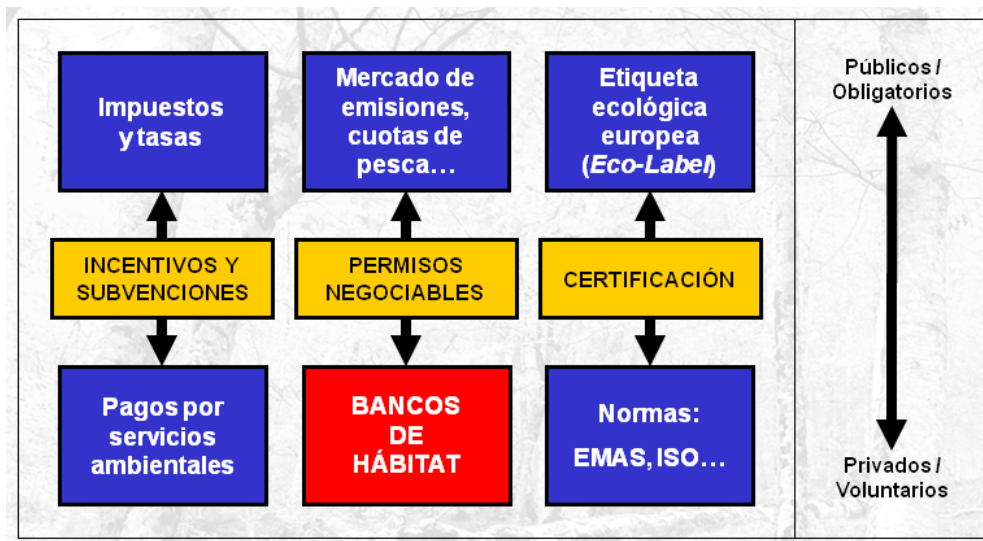 Impuestos
y tasas
Mercado de
emisiones,
cuotas de
pesca…
Etiqueta
ecológica
europea
(Eco-Label)
Públicos /
Obligatorios
INCENTIVOS Y
SUBVENCIONES
PERMISOS
NEGOCIABLES
CERTIFICACIÓN
Pagos por
servicios
ambientales
BANCOS
DE
HÁBITAT
Normas:
EMAS, ISO…
Privados /
Voluntarios